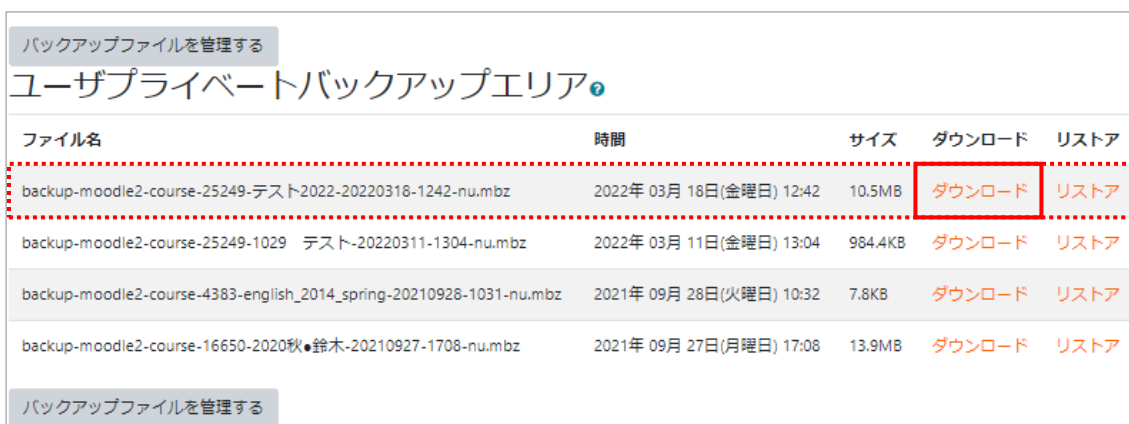 バックアップファイルを管理する
ユーザプライベートバックアップエリア?
ファイル名 時間 サイズ ダウンロード リストア
backup-moodle2-course-25249-テスト2022-20220318-1242-nu.mbz 2022年 03月 18日(金曜日) 12:42 10.5MB ダウンロード リストア
backup-moodle2-course-25249-1029　テスト-20220311-1304-nu.mbz 2022年 03月 11日(金曜日) 13:04 984.4KB ダウンロード リストア
backup-moodle2-course-4383-english_2014_spring-20210928-1031-nu.mbz 2021年 09月 28日(火曜日) 10:32 7.8KB ダウンロード リストア
backup-moodle2-course-16650-2020秋●鈴木-20210927-1708-nu.mbz 2021年 09月 27日(月曜日) 17:08 13.9MB ダウンロード リストア
バックアップファイルを管理する